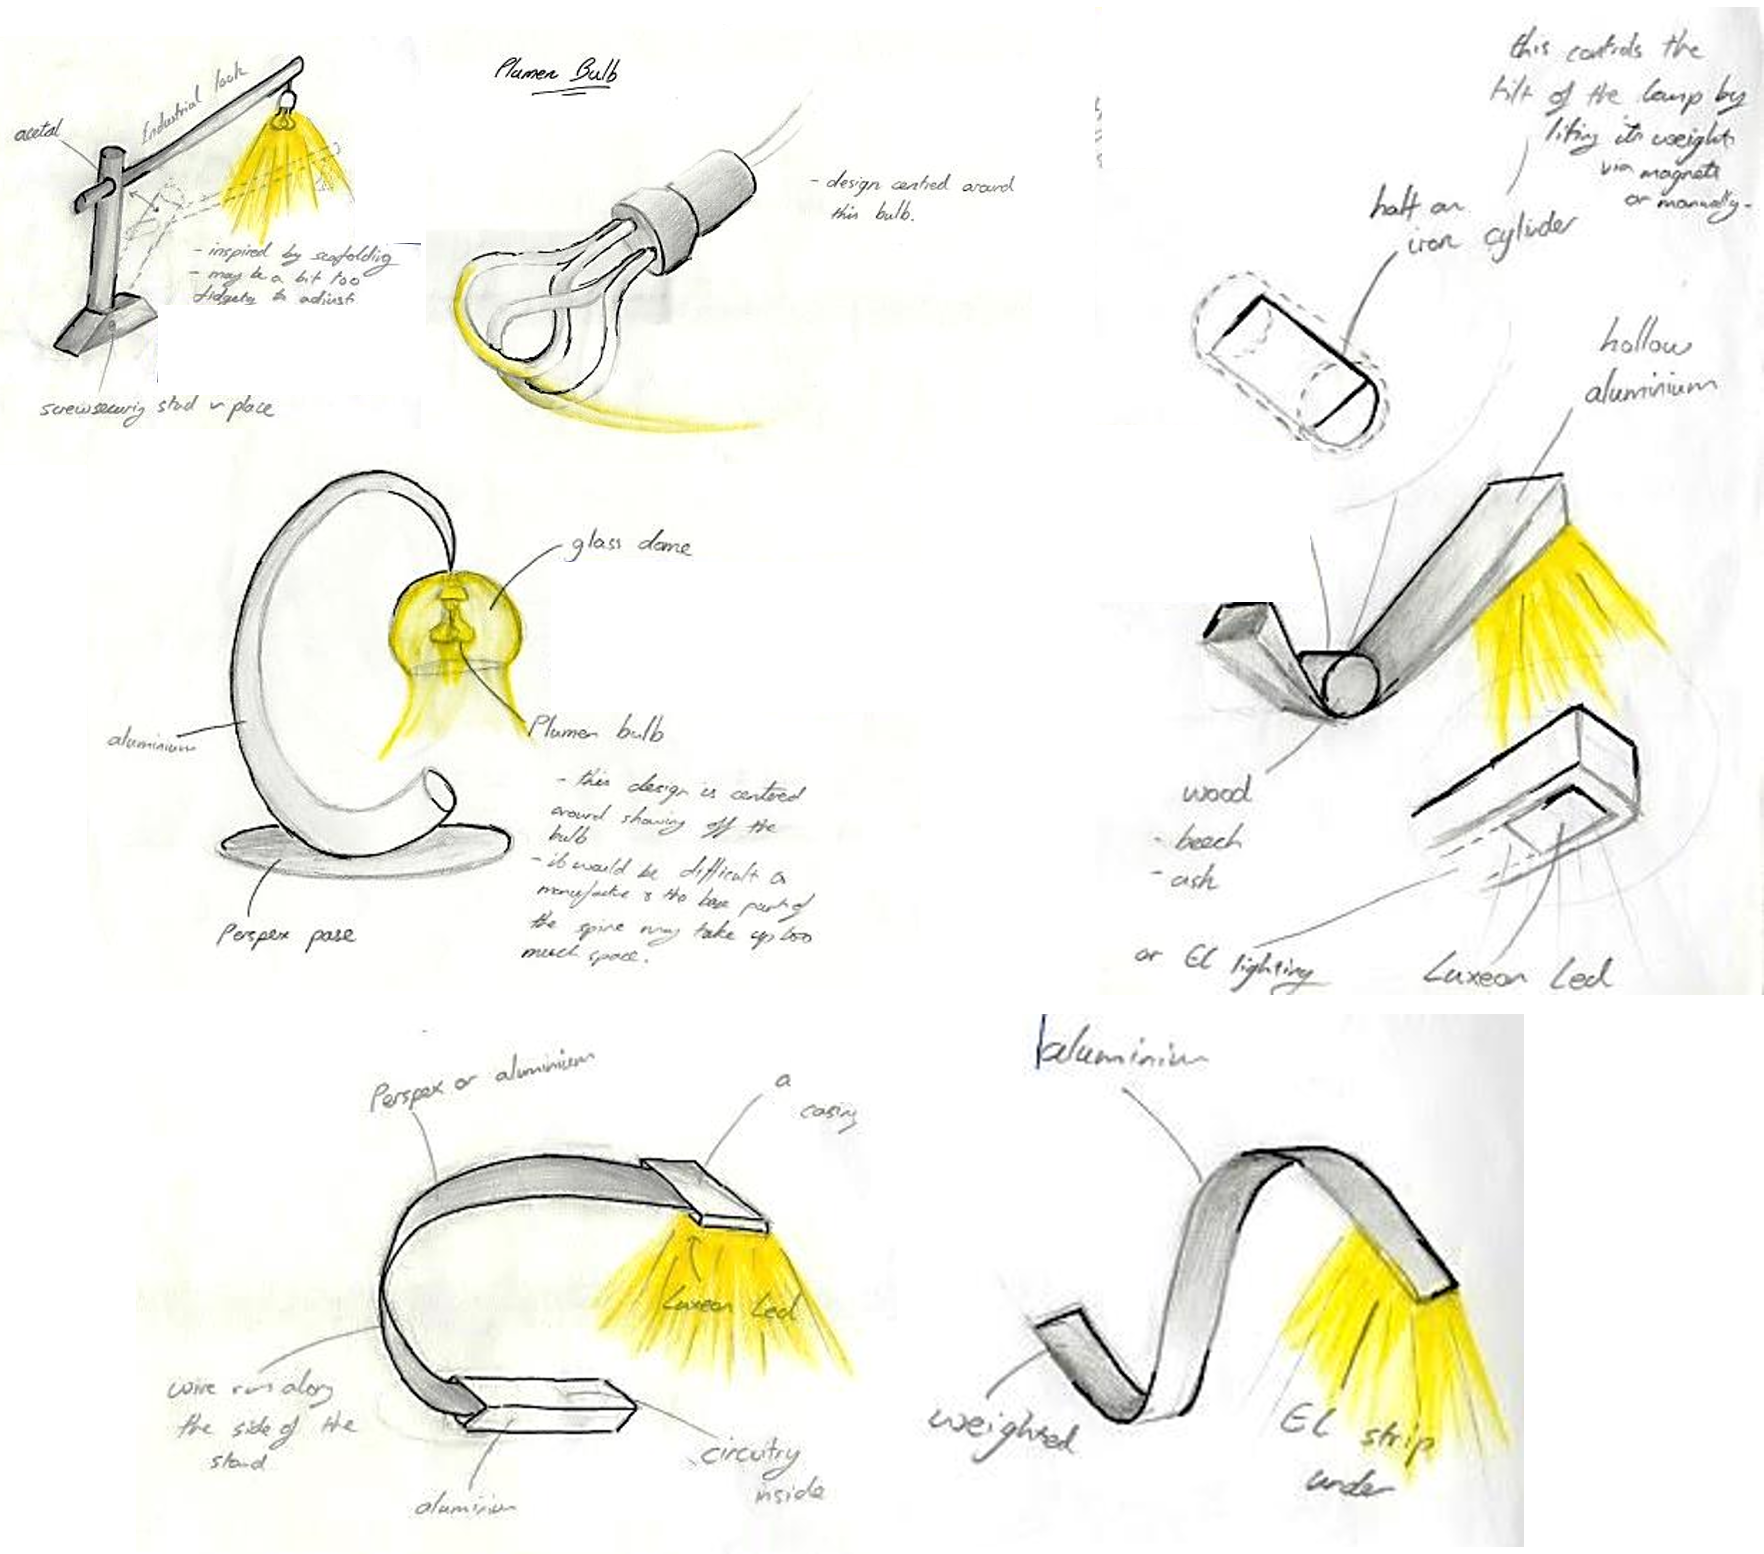 Industrial look
acetal
- inspired by scaffolding
- may be a bit too
fidgety to adjust
screw securing stud in place
Plumen Bulb
- design centred around
this bulb.
this controls the
tilt of the lamp by
lifing its weight
via magnets
or manually.
half an
iron cylinder
hollow
aluminium
wood
- beech
- ash
or EL lighting
Luxeon Led
glass dome
aluminium
Plumen bulb
- this design is centred
around showing off the
bulb
- it would be difficult to
manufacture & the base part of
the spine may take up too
much space.
Perspex pase
Perspex or aluminium
a
casing
Luxeon Led
wire runs along
the side of the
stand
aluminium
circuitry
inside
aluminium
weighted
EL strip
under